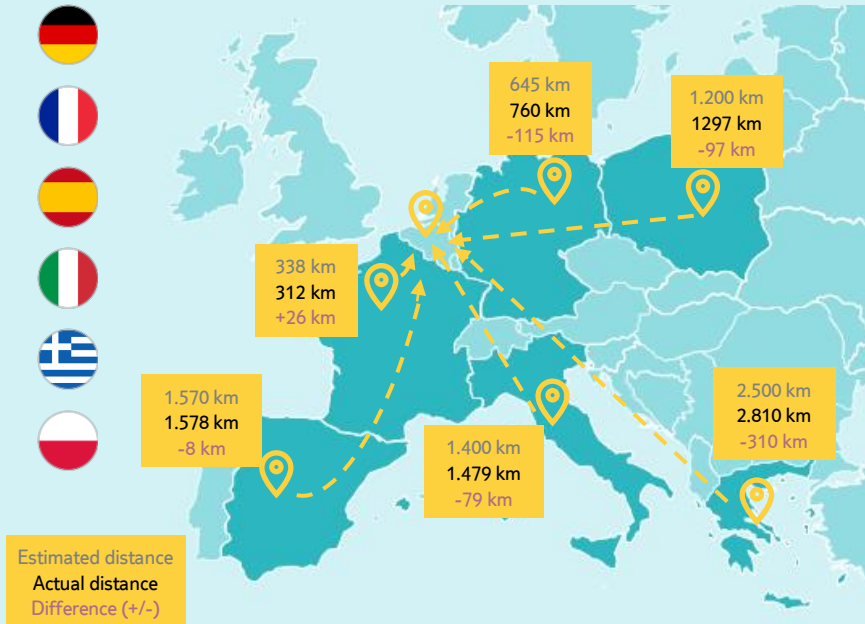 645 km
760 km
-115 km
1.200 km
1297 km
-97 km
338 km
312 km
+26 km
1.570 km
1.578 km
-8 km
1.400 km
1.479 km
-79 km
2.500 km
2.810 km
-310 km
Estimated distance
Actual distance
Difference (+/-)